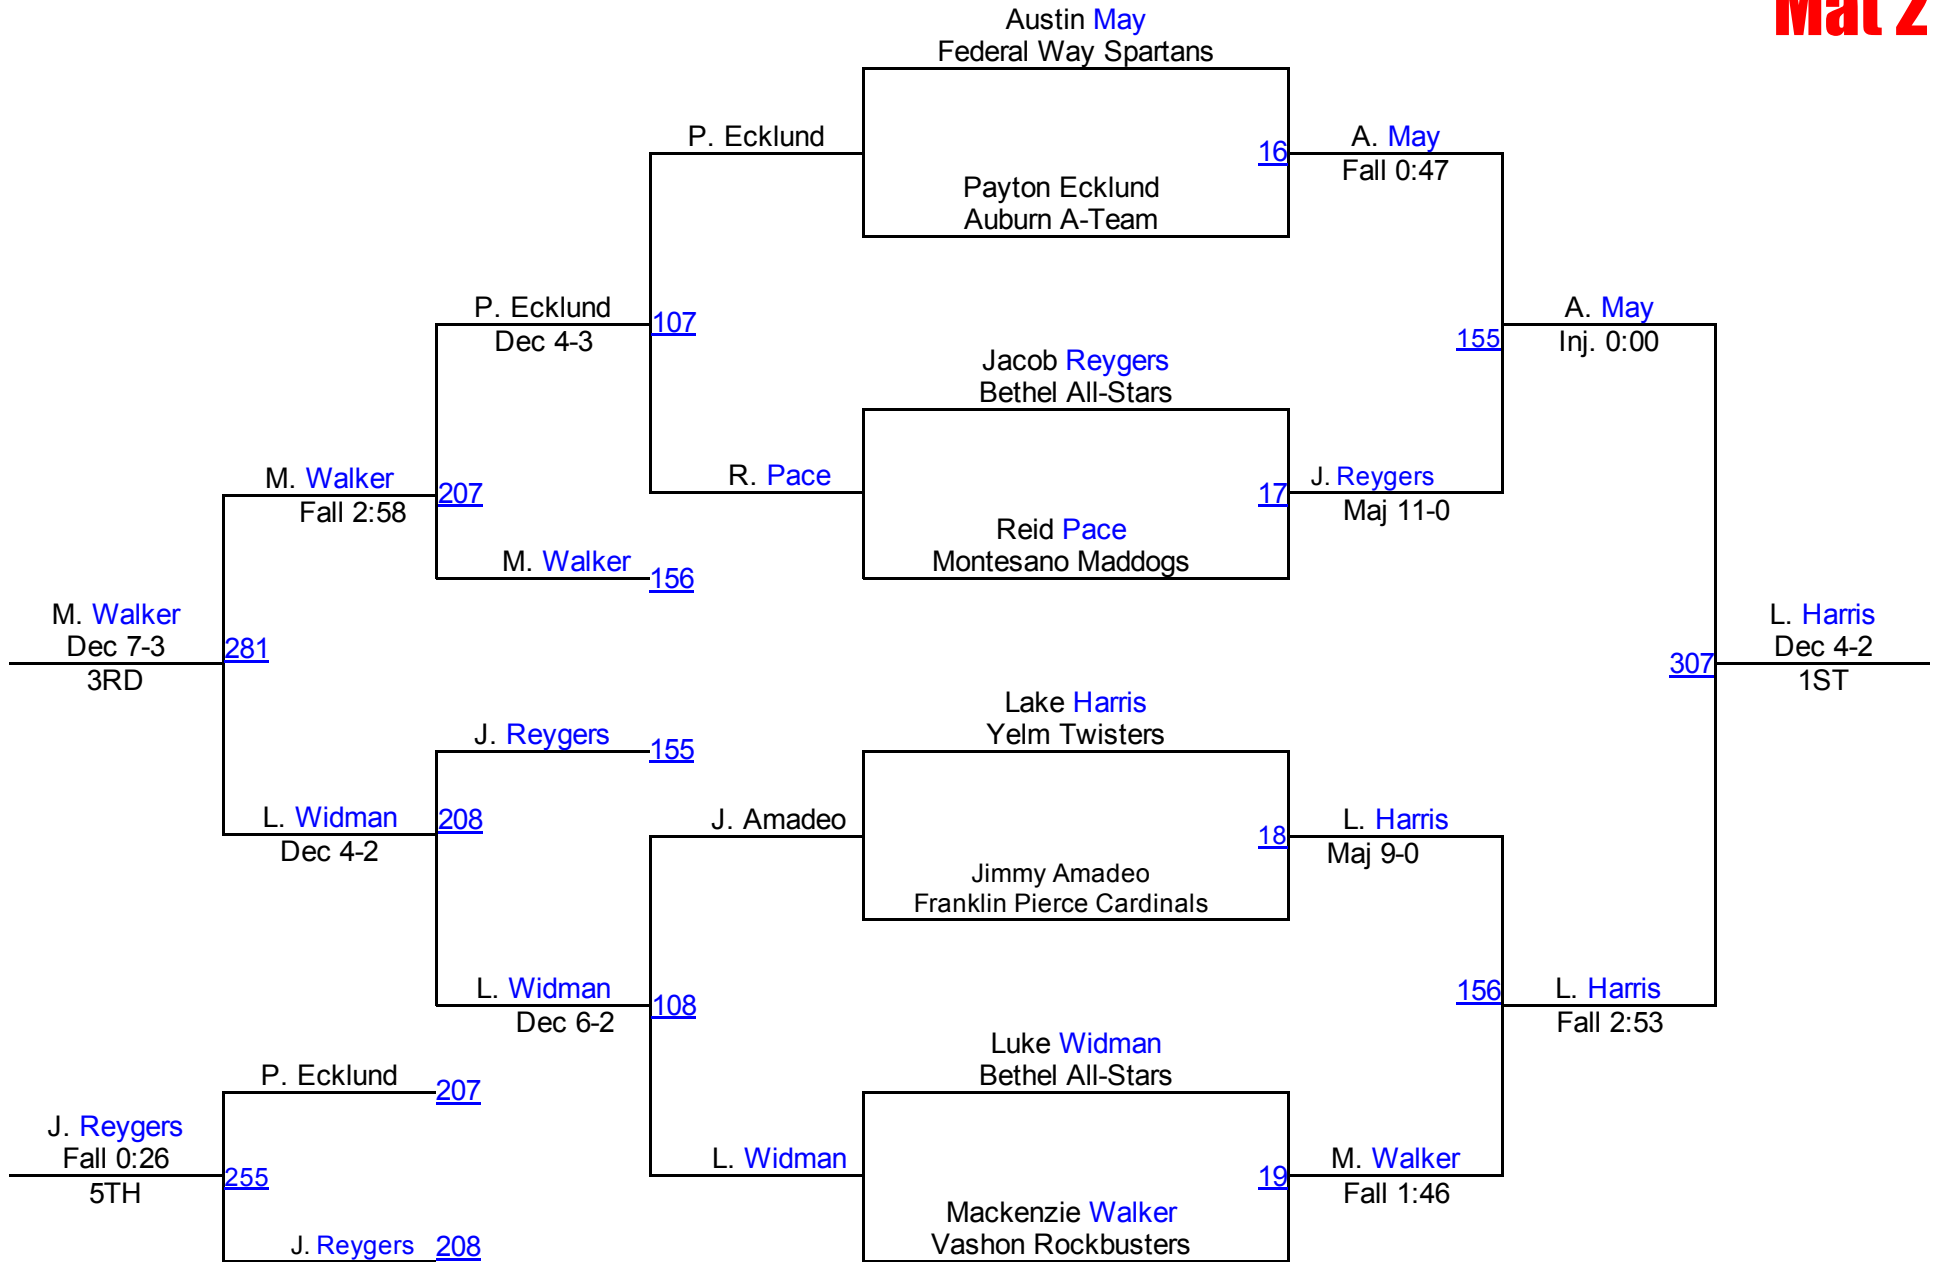 Mat 2
Austin May
Federal Way Spartans
P. Ecklund
16
A. May
Fall 0:47
Payton Ecklund
Auburn A-Team
P. Ecklund
Dec 4-3
107
A. May
Inj. 0:00
155
Jacob Reygers
Bethel All-Stars
M. Walker
Fall 2:58
207
R. Pace
17
J. Reygers
Maj 11-0
Reid Pace
Montesano Maddogs
M. Walker
156
M. Walker
Dec 7-3
3RD
281
L. Harris
Dec 4-2
1ST
307
Lake Harris
Yelm Twisters
J. Reygers
155
L. Widman
Dec 4-2
208
J. Amadeo
18
L. Harris
Maj 9-0
Jimmy Amadeo
Franklin Pierce Cardinals
L. Widman
Dec 6-2
108
156
L. Harris
Fall 2:53
Luke Widman
Bethel All-Stars
P. Ecklund
207
J. Reygers
Fall 0:26
5TH
255
L. Widman
19
M. Walker
Fall 1:46
Mackenzie Walker
Vashon Rockbusters
J. Reygers
208